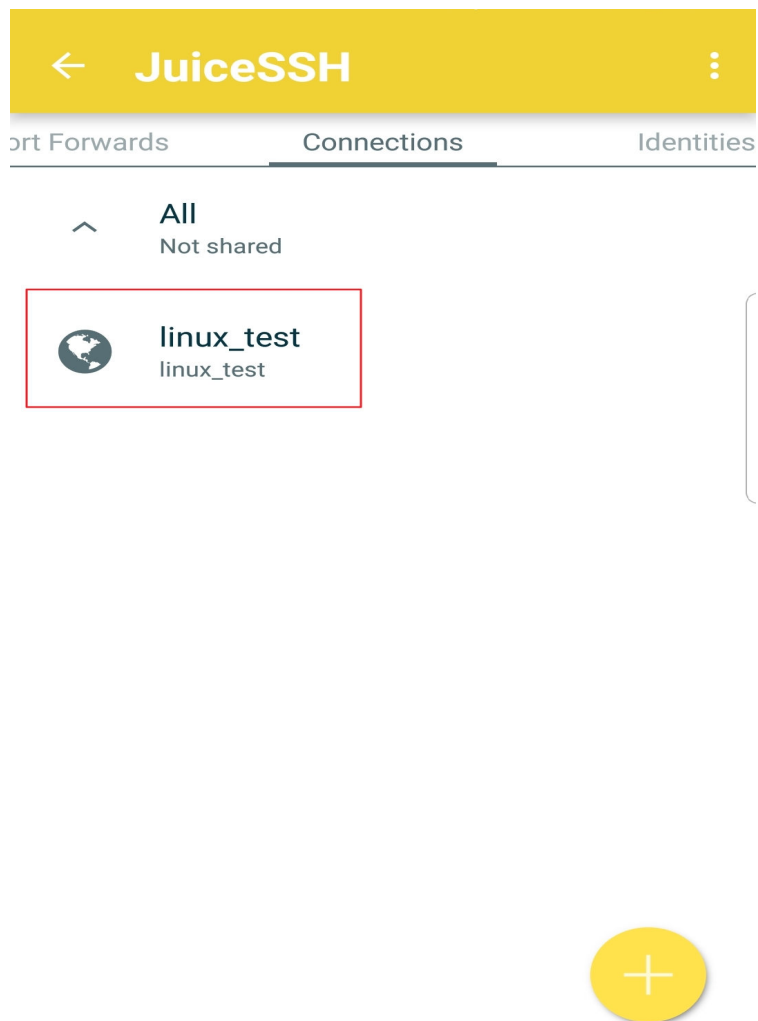 JuiceSSH
ort Forwards Connections Identities
All
Not shared
linux_test
linux_test